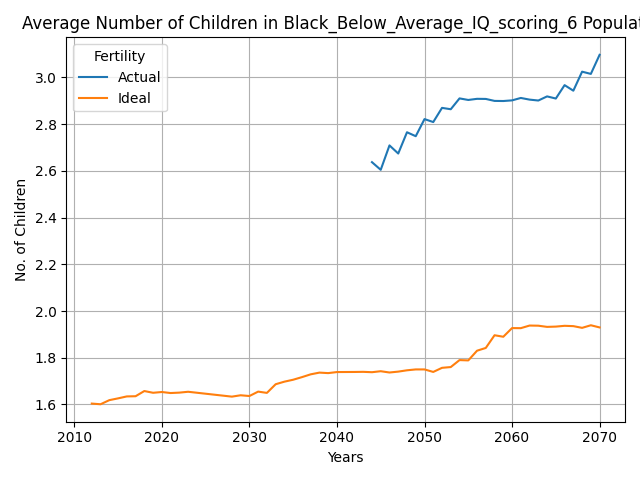 Average Number of Children in Black_Below_Average_IQ_scoring_6 Populat
Fertility
Actual
Ideal
3.0
2.8
2.6
2.4
2.2
2.0
1.8
1.6
No. of Children
2010 2020 2030 2040 2050 2060 2070
Years